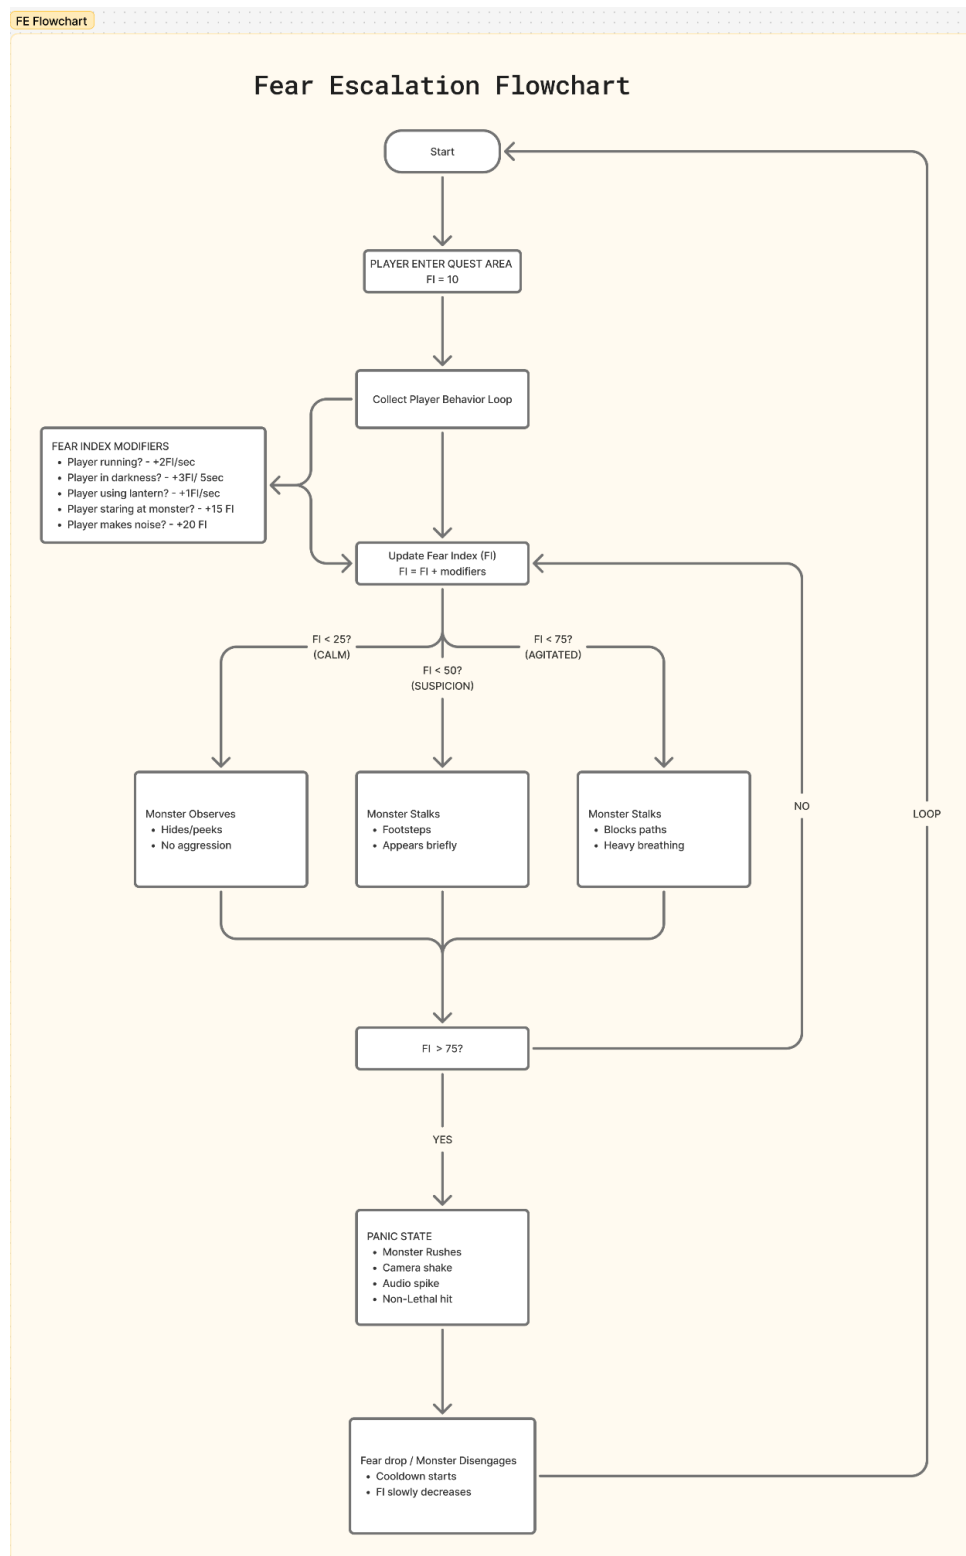 FE Flowchart
Fear Escalation Flowchart
Start
PLAYER ENTER QUEST AREA
FI = 10
Collect Player Behavior Loop
FEAR INDEX MODIFIERS
• Player running? - +2FI/sec
• Player in darkness? - +3FI/ 5sec
• Player using lantern? - +1FI/sec
• Player staring at monster? - +15 FI
• Player makes noise? - +20 FI
Update Fear Index (FI)
FI = FI + modifiers
FI < 25?
(CALM)
FI < 50?
(SUSPICION)
FI < 75?
(AGITATED)
Monster Observes
• Hides/peeks
• No aggression
Monster Stalks
• Footsteps
• Appears briefly
Monster Stalks
• Blocks paths
• Heavy breathing
NO
LOOP
FI > 75?
YES
PANIC STATE
• Monster Rushes
• Camera shake
• Audio spike
• Non-Lethal hit
Fear drop / Monster Disengages
• Cooldown starts
• FI slowly decreases